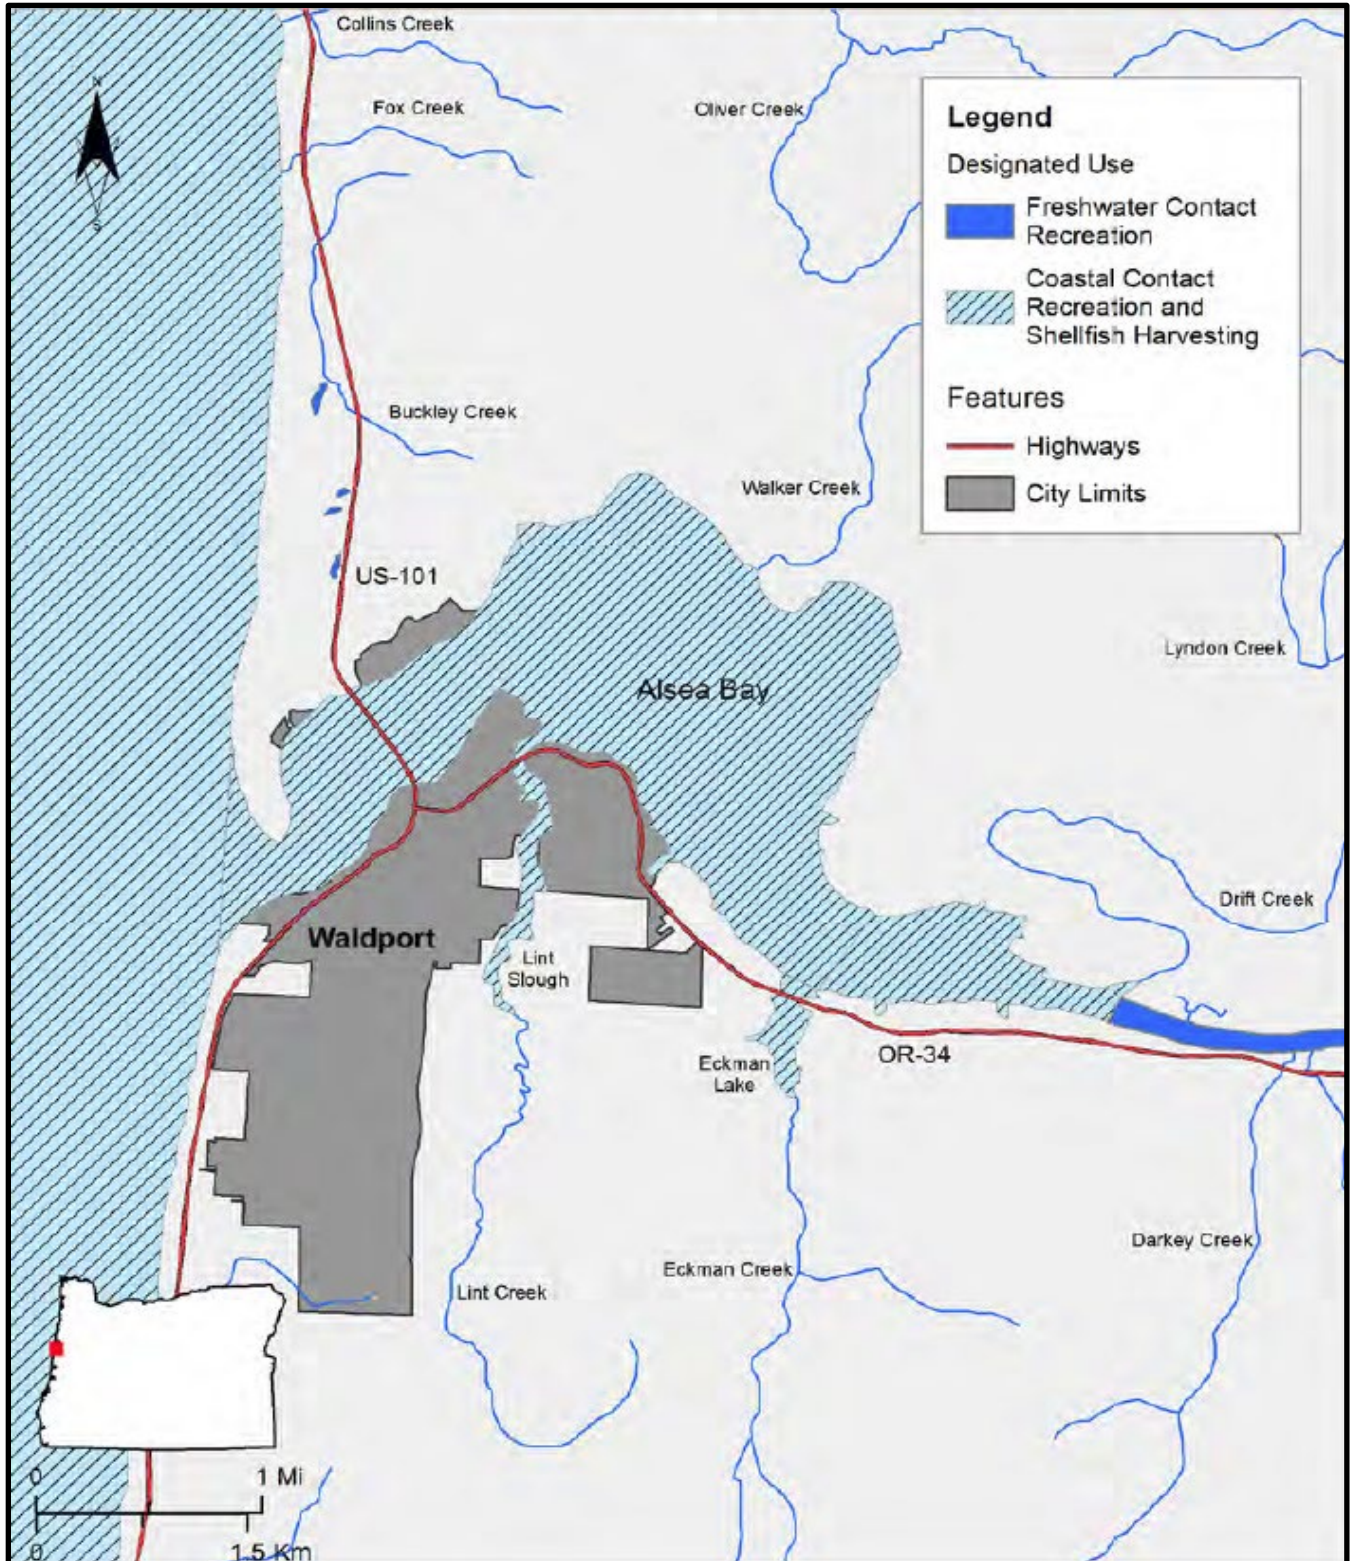 Collins Creek
Fox Creek
Oliver Creek
N
S
Legend
Designated Use
Freshwater Contact
Recreation
Coastal Contact
Recreation and
Shellfish Harvesting
Features
Highways
City Limits
Buckley Creek
Walker Creek
US-101
Lyndon Creek
Alsea Bay
Drift Creek
Waldport
Lint
Slough
OR-34
Eckman
Lake
Darkey Creek
Eckman Creek
Lint Creek
0 1 Mi
0 1.5 Km